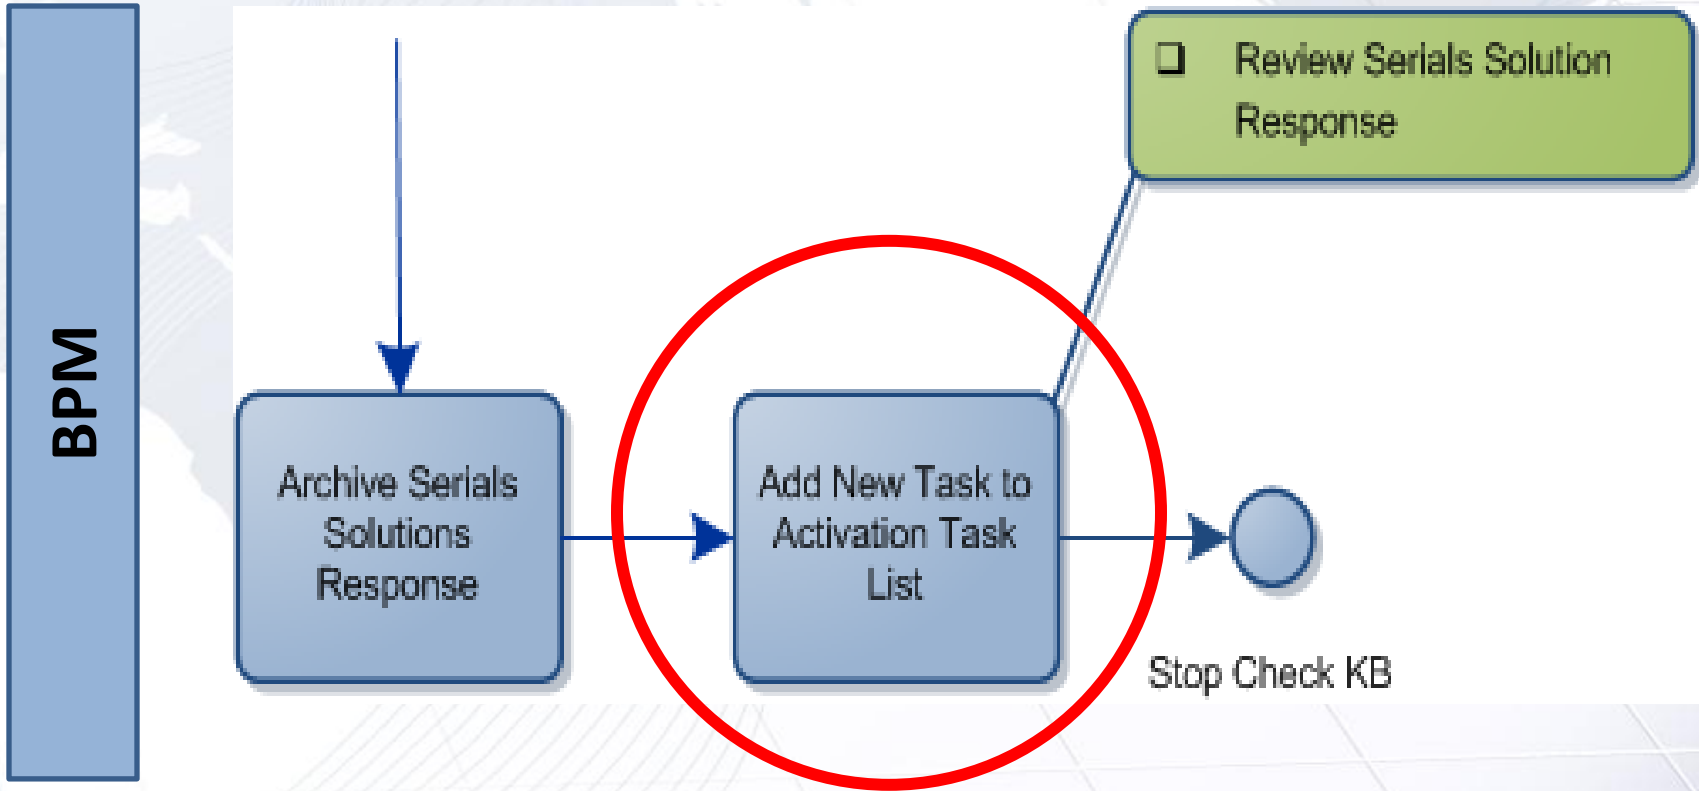 BPM
❑ Review Serials Solution
Response
Archive Serials
Solutions
Response
Add New Task to
Activation Task
List
Stop Check KB